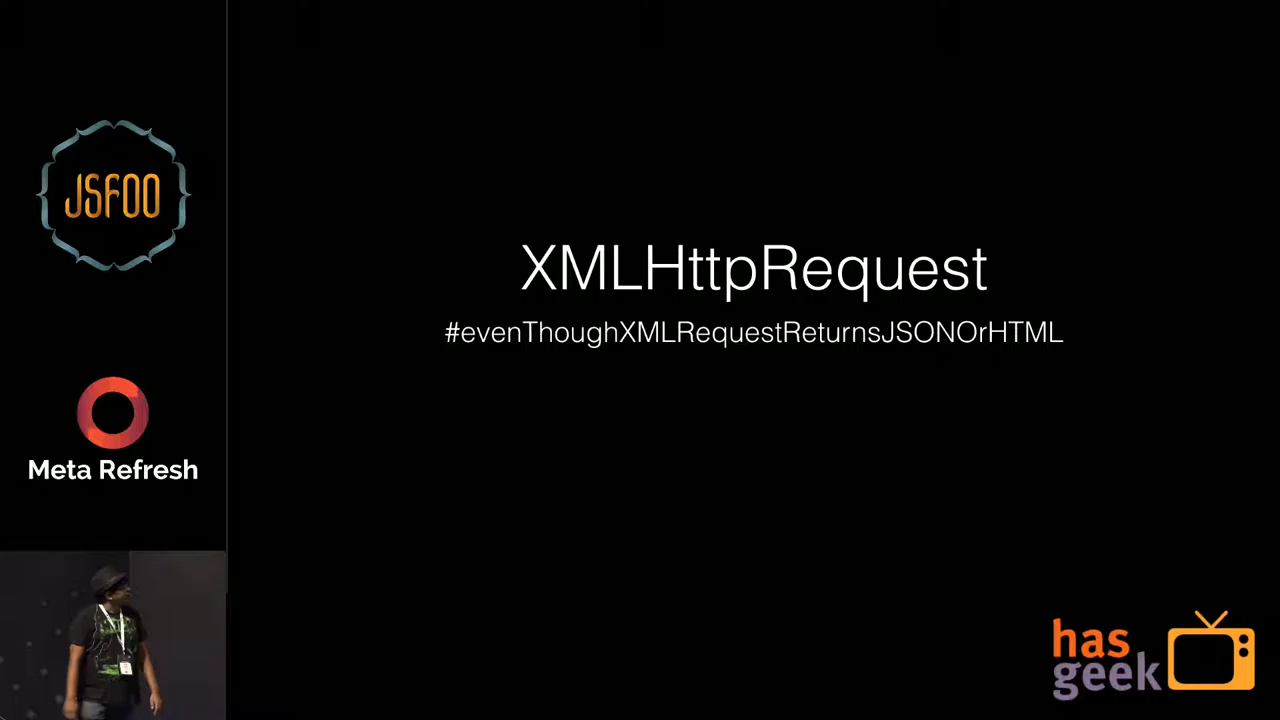 JSFOO
XMLHttpRequest
#evenThoughXMLRequestReturnsJSONOrHTML
Meta Refresh
has
geek